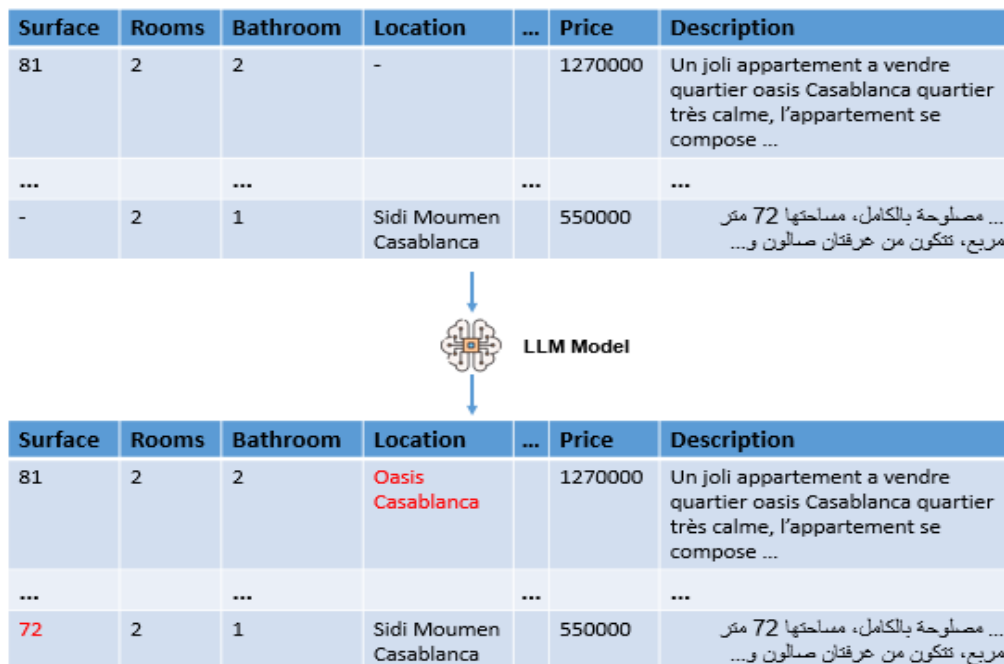 Surface Rooms Bathroom Location ... Price Description
81 2 2 - 1270000 Un joli appartement a vendre
quartier oasis Casablanca quartier
très calme, l'appartement se
compose ...
... ... ... ...
- 2 1 Sidi Moumen 550000 ... مصلوحة بالكامل، مساحتها 72 متر
Casablanca مربع، تتكون من غرفتان صالون و...
LLM Model
Surface Rooms Bathroom Location ... Price Description
81 2 2 Oasis 1270000 Un joli appartement a vendre
Casablanca quartier oasis Casablanca quartier
très calme, l'appartement se
compose ...
... ... ... ...
72 2 1 Sidi Moumen 550000 ... مصلوحة بالكامل، مساحتها 72 متر
Casablanca مربع، تتكون من غرفتان صالون و...